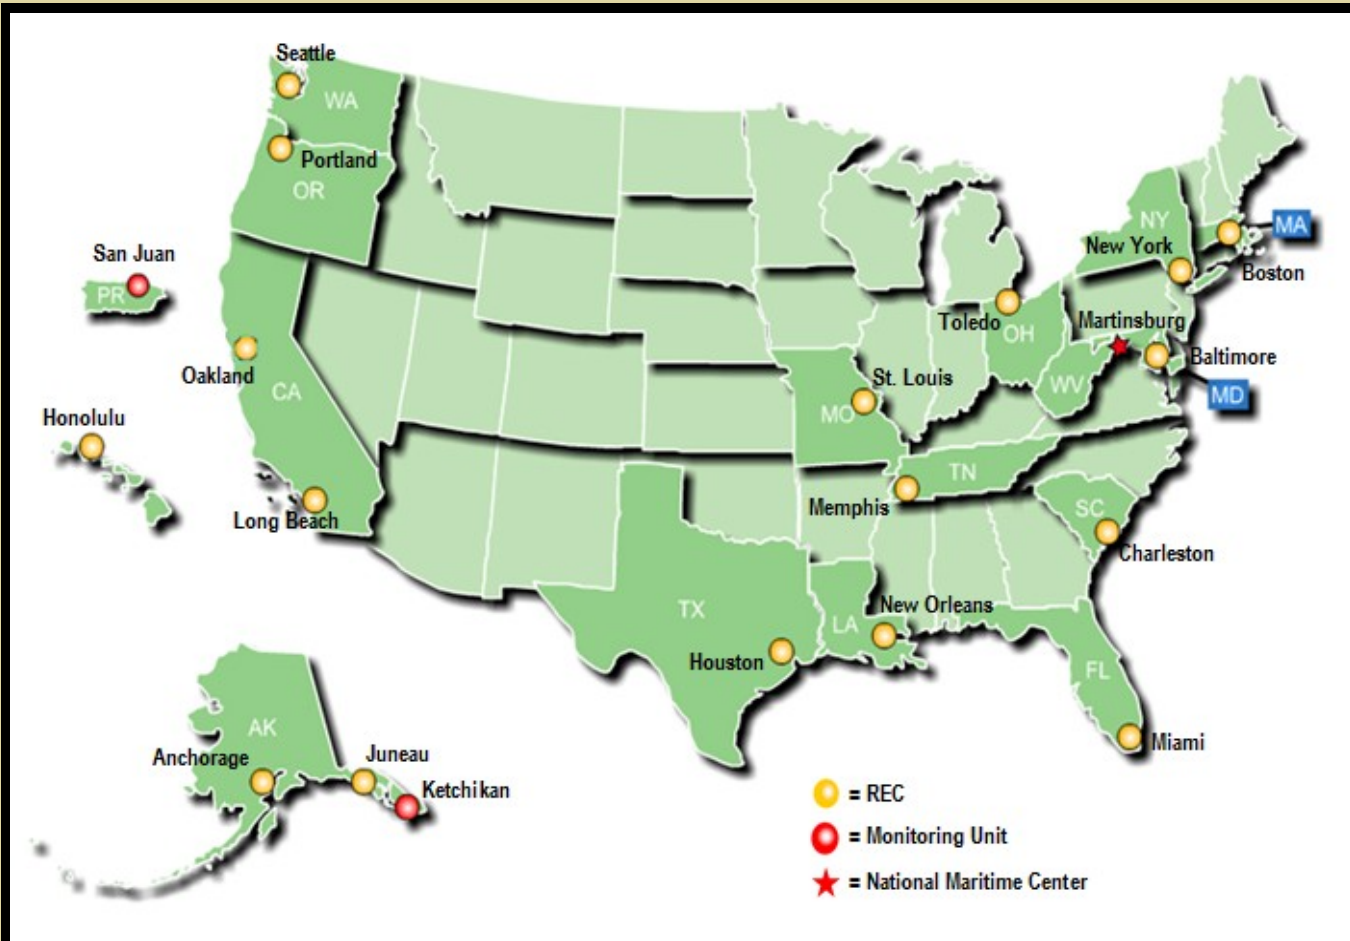 Seattle
WA
Portland
OR
San Juan
PR
Oakland
CA
Honolulu
Long Beach
NY
MA
New York
Boston
Toledo
OH
Martinsburg
Baltimore
WV
MD
St. Louis
MO
TN
Memphis
SC
Charleston
TX
New Orleans
LA
Houston
FL
Miami
AK
Anchorage
Juneau
Ketchikan
= REC
= Monitoring Unit
= National Maritime Center